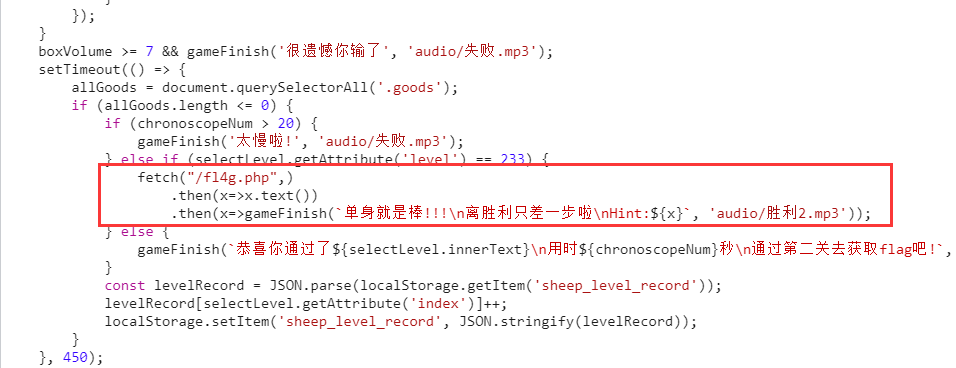 }
});
}
boxVolume >= 7 && gameFinish('很遗憾你输了', 'audio/失败.mp3');
setTimeout(() => {
allGoods = document.querySelectorAll('.goods');
if (allGoods.length <= 0) {
if (chronoscopeNum > 20) {
gameFinish('太慢啦!', 'audio/失败.mp3');
} else if (selectLevel.getAttribute('level') == 233) {
fetch("/fl4g.php",)
.then(x=>x.text())
.then(x=>gameFinish(`单身就是棒!!!\n离胜利只差一步啦\nHint:${x}`, 'audio/胜利2.mp3'));
} else {
gameFinish(`恭喜你通过了${selectLevel.innerText}\n用时${chronoscopeNum}秒\n通过第二关去获取flag吧!`,
}
const levelRecord = JSON.parse(localStorage.getItem('sheep_level_record'));
levelRecord[selectLevel.getAttribute('index')]++;
localStorage.setItem('sheep_level_record', JSON.stringify(levelRecord));
}
}, 450);